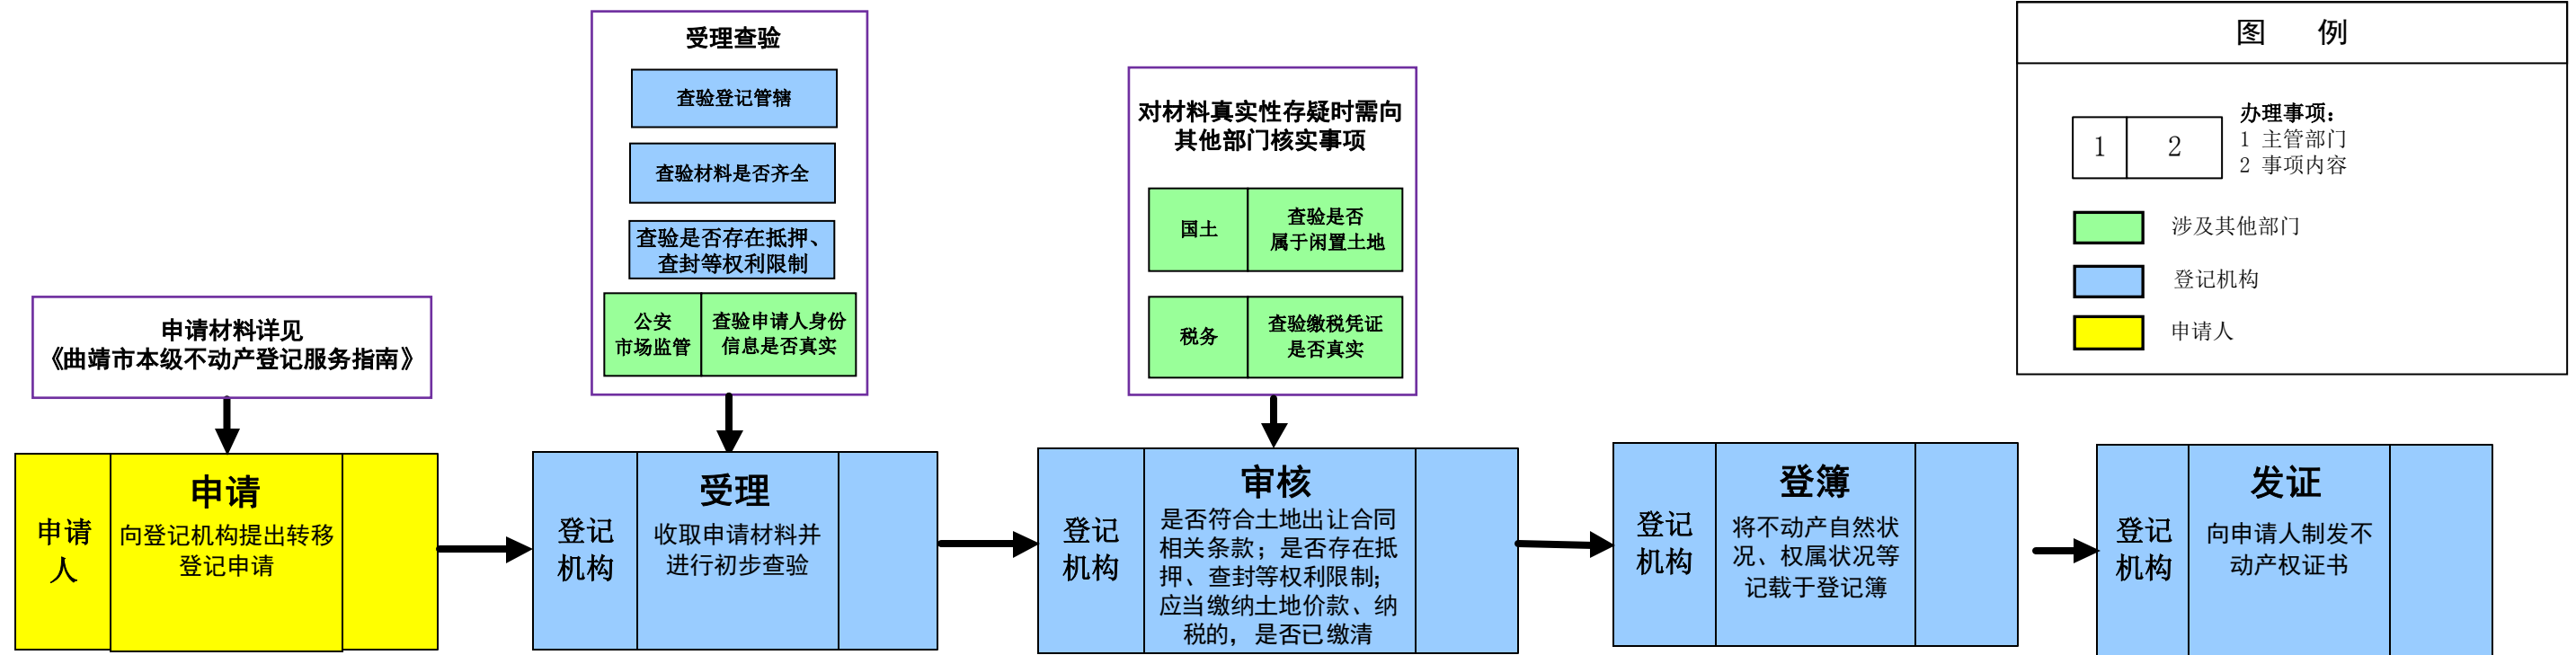 受理查验
查验登记管辖
查验材料是否齐全
查验是否存在抵押、
查封等权利限制
公安
市场监管
查验申请人身份
信息是否真实
对材料真实性存疑时需向
其他部门核实事项
国土
查验是否
属于闲置土地
税务
查验缴税凭证
是否真实
图 例
1
2
办理事项：
1 主管部门
2 事项内容
涉及其他部门
登记机构
申请人
申请材料详见
《曲靖市本级不动产登记服务指南》
申请
人
申请
向登记机构提出转移
登记申请
登记
机构
受理
收取申请材料并
进行初步查验
登记
机构
审核
是否符合土地出让合同
相关条款；是否存在抵
押、查封等权利限制；
应当缴纳土地价款、纳
税的，是否已缴清
登记
机构
登簿
将不动产自然状
况、权属状况等
记载于登记簿
登记
机构
发证
向申请人制发不
动产权证书